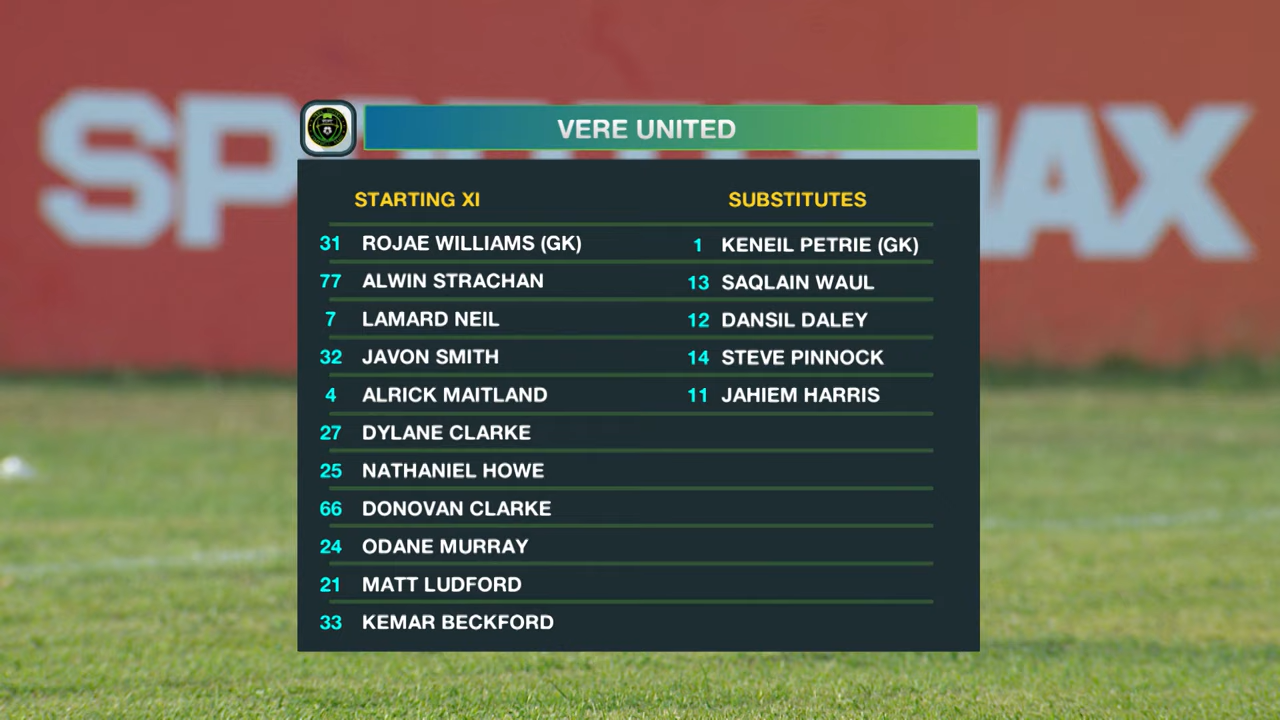 VERE UNITED
STARTING XI
31 ROJAE WILLIAMS (GK)
77 ALWIN STRACHAN
7 LAMARD NEIL
32 JAVON SMITH
4 ALRICK MAITLAND
27 DYLANE CLARKE
25 NATHANIEL HOWE
66 DONOVAN CLARKE
24 ODANE MURRAY
21 MATT LUDFORD
33 KEMAR BECKFORD
SUBSTITUTES
1 KENEIL PETRIE (GK)
13 SAQLAIN WAUL
12 DANSIL DALEY
14 STEVE PINNOCK
11 JAHIEM HARRIS